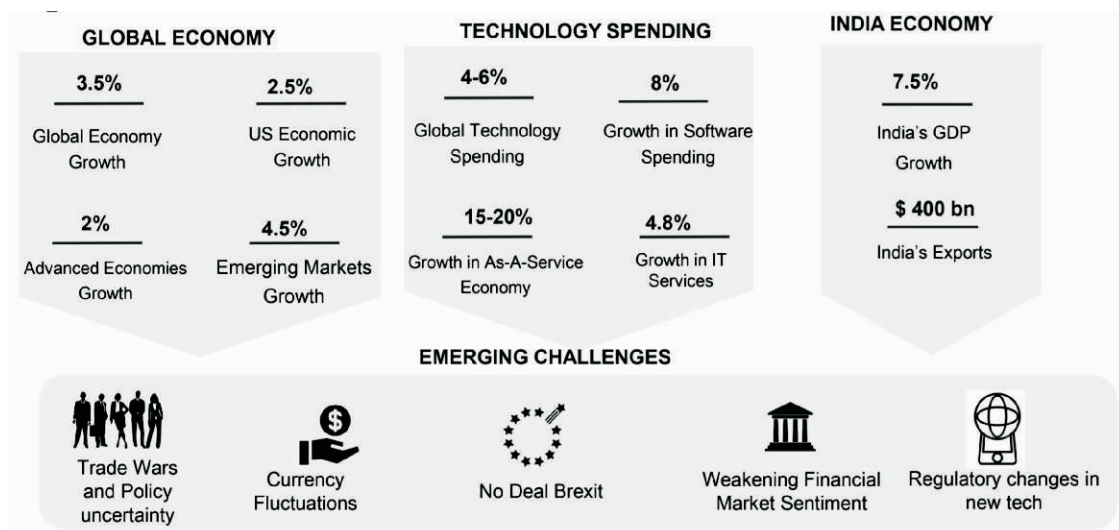 GLOBAL ECONOMY
3.5%
Global Economy
Growth
2.5%
US Economic
Growth
2%
Advanced Economies
Growth
4.5%
Emerging Markets
Growth
TECHNOLOGY SPENDING
4-6%
Global Technology
Spending
8%
Growth in Software
Spending
15-20%
Growth in As-A-Service
Economy
4.8%
Growth in IT
Services
INDIA ECONOMY
7.5%
India's GDP
Growth
$ 400 bn
India's Exports
EMERGING CHALLENGES
Trade Wars
and Policy
uncertainty
$
Currency
Fluctuations
No Deal Brexit
Weakening Financial
Market Sentiment
Regulatory changes in
new tech